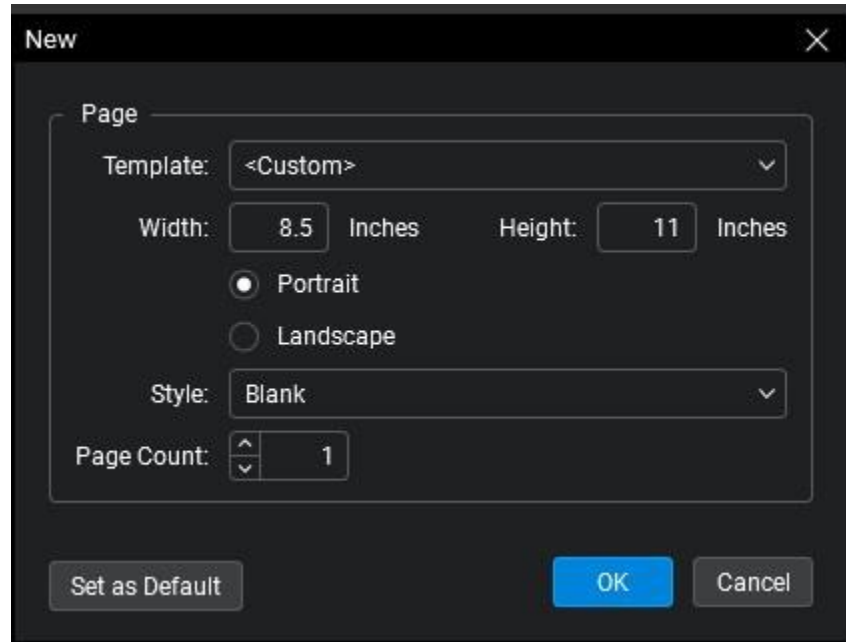 New
Page
Template: <Custom>
Width: 8.5 Inches Height: 11 Inches
Portrait
Landscape
Style: Blank
Page Count: 1
Set as Default OK Cancel